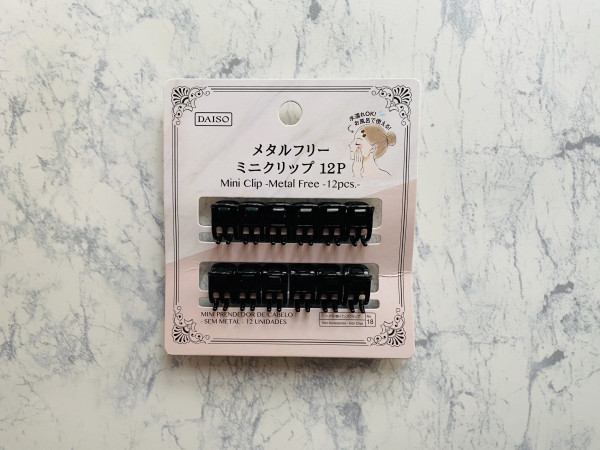 DAISO
水濡れOK!
お風呂で使える!
メタルフリー
ミニクリップ 12P
Mini Clip -Metal Free -12pcs.-
MINI PRENDEDOR DE CABELO
- SEM METAL - 12 UNIDADES
No.
18